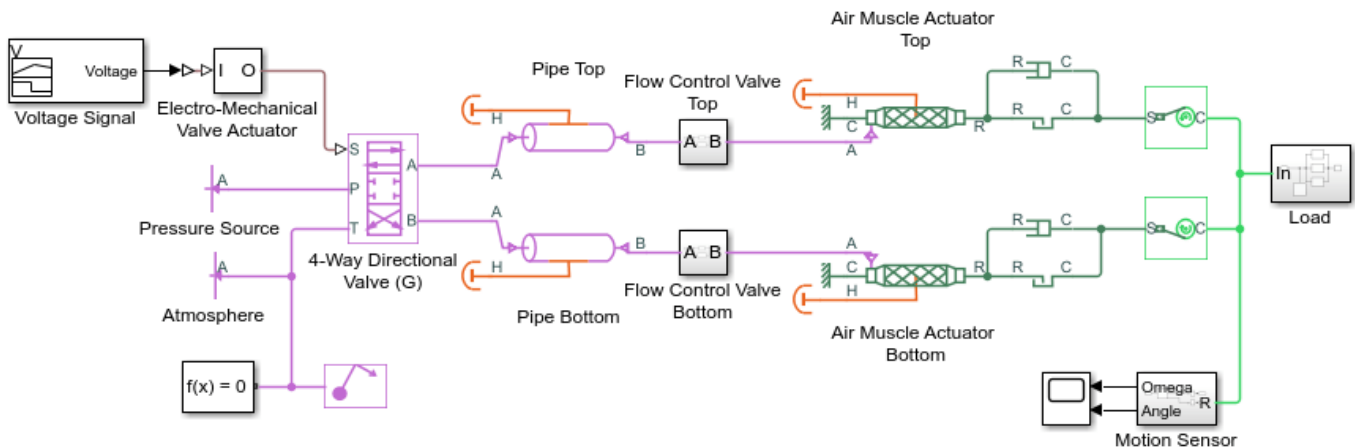 Air Muscle Actuator
Top
V
Voltage
Voltage Signal
I O
Electro-Mechanical
Valve Actuator
Pipe Top
Flow Control Valve
Top
H
A
B
A B
H
C
A
R
R C
R C
S C
S
P
T
A
B
A
Pressure Source
A
Atmosphere
4-Way Directional
Valve (G)
A
H
B
Pipe Bottom
A B
Flow Control Valve
Bottom
A
C
H
R
R C
R C
S C
Air Muscle Actuator
Bottom
In
Load
f(x) = 0
Omega
Angle
R
Motion Sensor